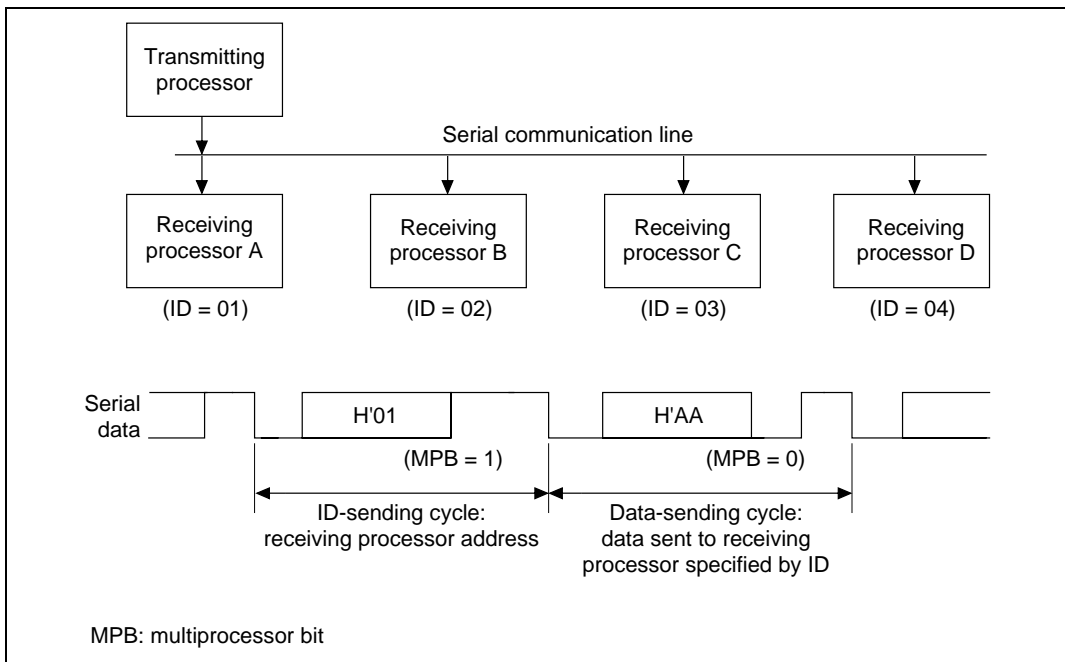 Transmitting
processor
Serial communication line
Receiving
processor A
Receiving
processor B
Receiving
processor C
Receiving
processor D
(ID = 01)
(ID = 02)
(ID = 03)
(ID = 04)
Serial
data
H'01
H'AA
(MPB = 1)
(MPB = 0)
ID-sending cycle:
receiving processor address
Data-sending cycle:
data sent to receiving
processor specified by ID
MPB: multiprocessor bit